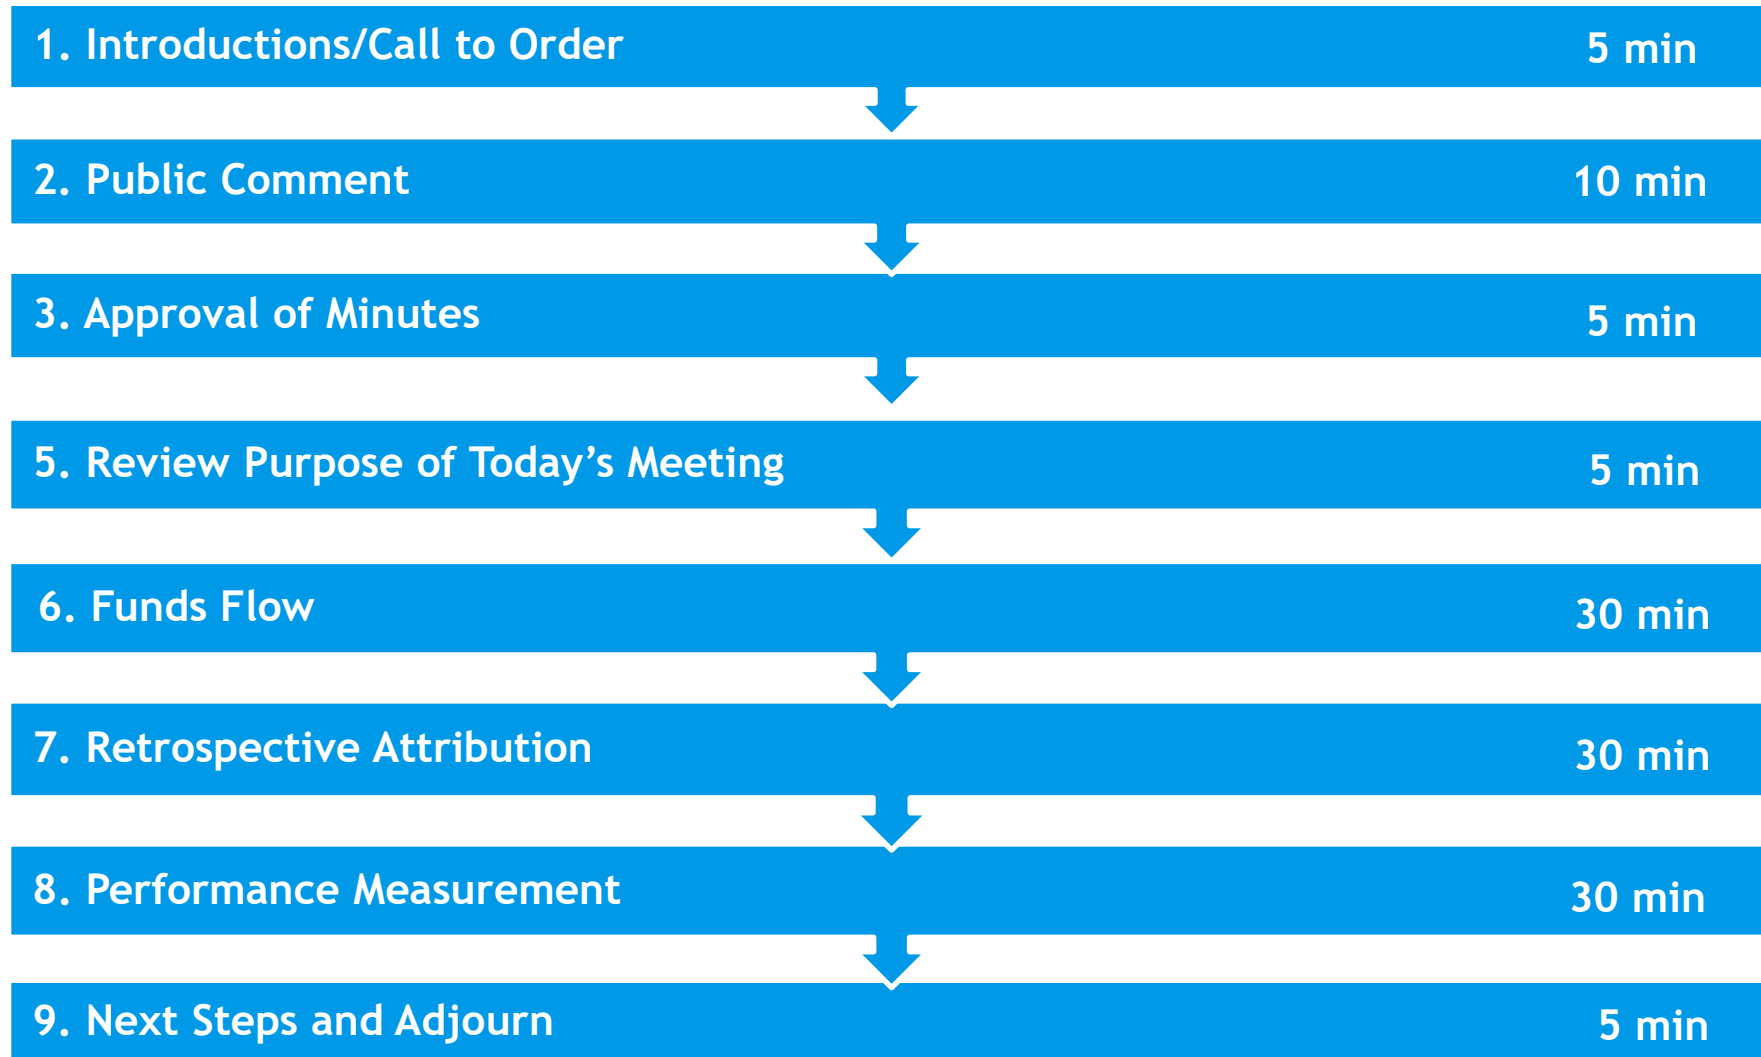 1. Introductions/Call to Order 5 min
2. Public Comment 10 min
3. Approval of Minutes 5 min
5. Review Purpose of Today’s Meeting 5 min
6. Funds Flow 30 min
7. Retrospective Attribution 30 min
8. Performance Measurement 30 min
9. Next Steps and Adjourn 5 min